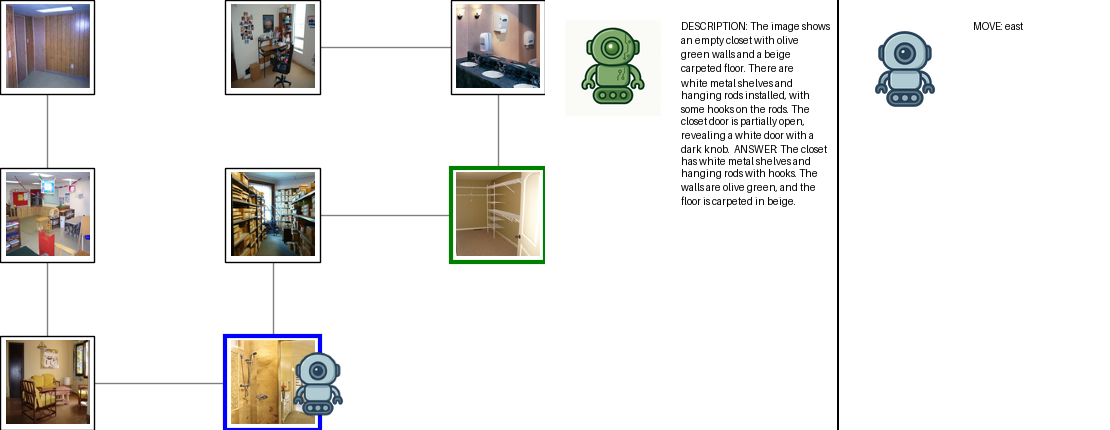 DESCRIPTION: The image shows
an empty closet with olive
green walls and a beige
carpeted floor. There are
white metal shelves and
hanging rods installed, with
some hooks on the rods. The
closet door is partially open,
revealing a white door with a
dark knob. ANSWER: The closet
has white metal shelves and
hanging rods with hooks. The
walls are olive green, and the
floor is carpeted in beige.
MOVE: east